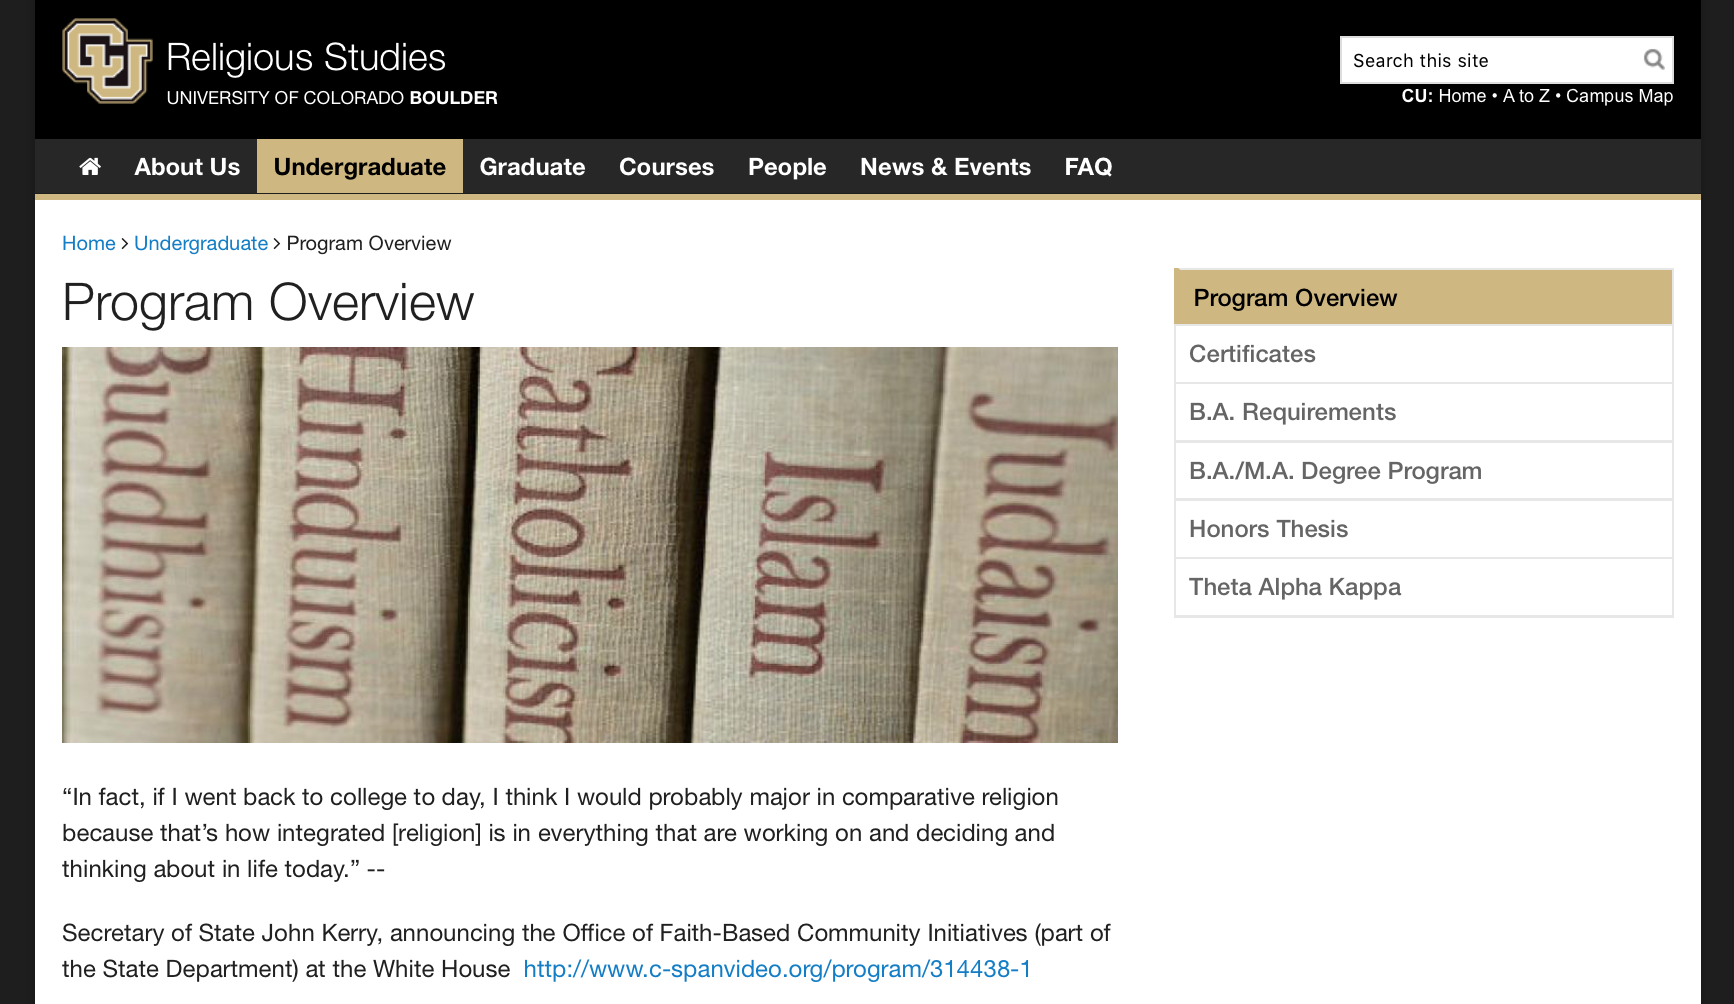 CU
Religious Studies
UNIVERSITY OF COLORADO BOULDER
Search this site
CU: Home • A to Z • Campus Map
About Us
Undergraduate
Graduate
Courses
People
News & Events
FAQ
Home > Undergraduate > Program Overview
Program Overview
Buddhism
Hinduism
Catholicism
Islam
Judaism
“In fact, if I went back to college to day, I think I would probably major in comparative religion
because that’s how integrated [religion] is in everything that are working on and deciding and
thinking about in life today.” --
Secretary of State John Kerry, announcing the Office of Faith-Based Community Initiatives (part of
the State Department) at the White House http://www.c-spanvideo.org/program/314438-1
Program Overview
Certificates
B.A. Requirements
B.A./M.A. Degree Program
Honors Thesis
Theta Alpha Kappa